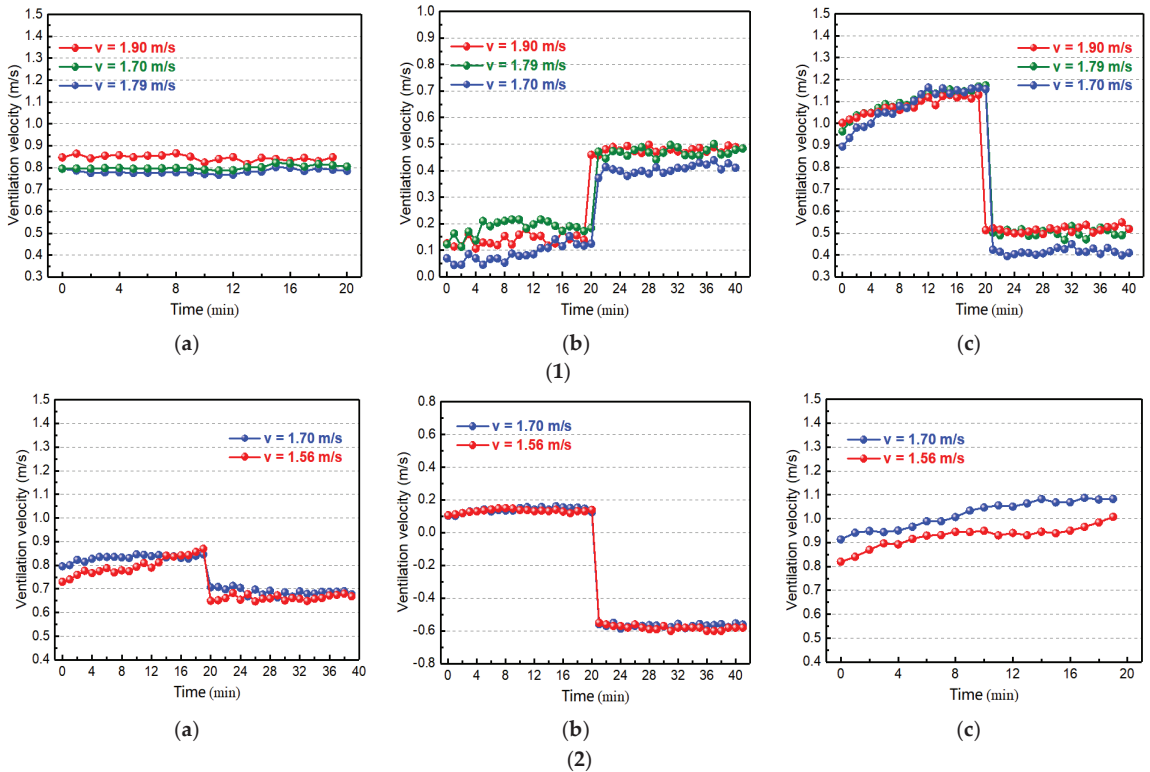 1.5
1.4
1.3
1.2
1.1
1.0
0.9
0.8
0.7
0.6
0.5
0.4
0.3
Ventilation velocity (m/s)
v = 1.90 m/s
v = 1.70 m/s
v = 1.79 m/s
0 4 8 12 16 20
Time (min)
(a)
1.0
0.9
0.8
0.7
0.6
0.5
0.4
0.3
0.2
0.1
0.0
Ventilation velocity (m/s)
v = 1.90 m/s
v = 1.79 m/s
v = 1.70 m/s
0 4 8 12 16 20 24 28 32 36 40
Time (min)
(b)
1.5
1.4
1.3
1.2
1.1
1.0
0.9
0.8
0.7
0.6
0.5
0.4
0.3
Ventilation velocity (m/s)
v = 1.90 m/s
v = 1.79 m/s
v = 1.70 m/s
0 4 8 12 16 20 24 28 32 36 40
Time (min)
(c)
(1)
1.5
1.4
1.3
1.2
1.1
1.0
0.9
0.8
0.7
0.6
0.5
0.4
Ventilation velocity (m/s)
v = 1.70 m/s
v = 1.56 m/s
0 4 8 12 16 20 24 28 32 36 40
Time (min)
(a)
0.8
0.6
0.4
0.2
0.0
-0.2
-0.4
-0.6
-0.8
Ventilation velocity (m/s)
v = 1.70 m/s
v = 1.56 m/s
0 4 8 12 16 20 24 28 32 36 40
Time (min)
(b)
1.5
1.4
1.3
1.2
1.1
1.0
0.9
0.8
0.7
0.6
0.5
0.4
Ventilation velocity (m/s)
v = 1.70 m/s
v = 1.56 m/s
0 4 8 12 16 20
Time (min)
(c)
(2)